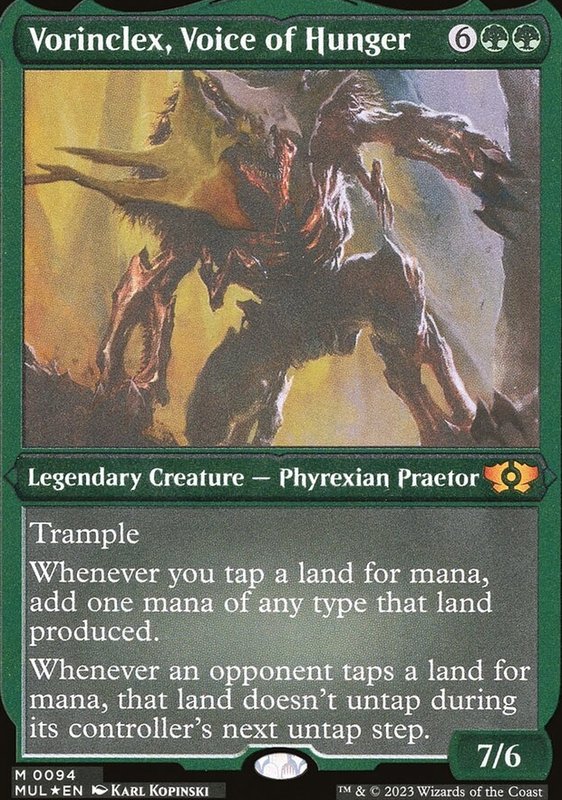 Vorinclex, Voice of Hunger 6
Legendary Creature — Phyrexian Praetor
Trample
Whenever you tap a land for mana,
add one mana of any type that land
produced.
Whenever an opponent taps a land for
mana, that land doesn't untap during
its controller's next untap step.
7/6
M 0094
MUL★EN Karl Kopinski
™ & © 2023 Wizards of the Coast